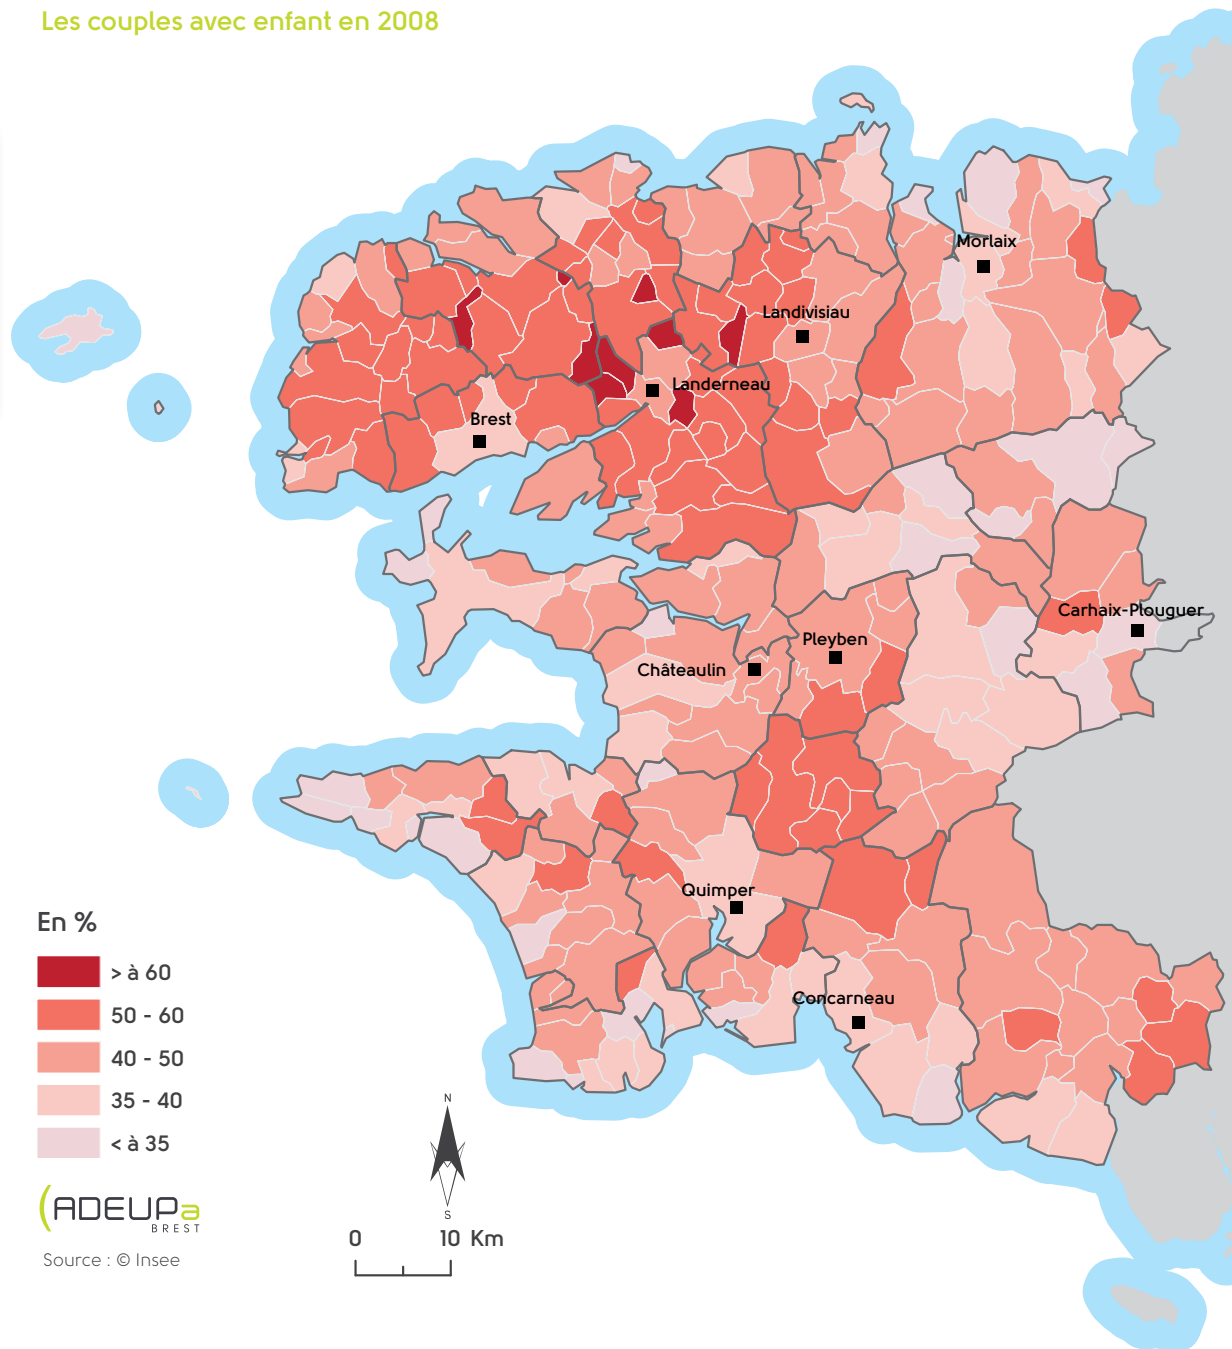 Les couples avec enfant en 2008
Morlaix
Landivisiau
Landerneau
Brest
Carhaix-Plouguer
Pleyben
Châteaulin
Quimper
Concarneau
En %
> à 60
50 - 60
40 - 50
35 - 40
< à 35
N
S
ADEUPa
BREST
0 10 Km
Source : © Insee